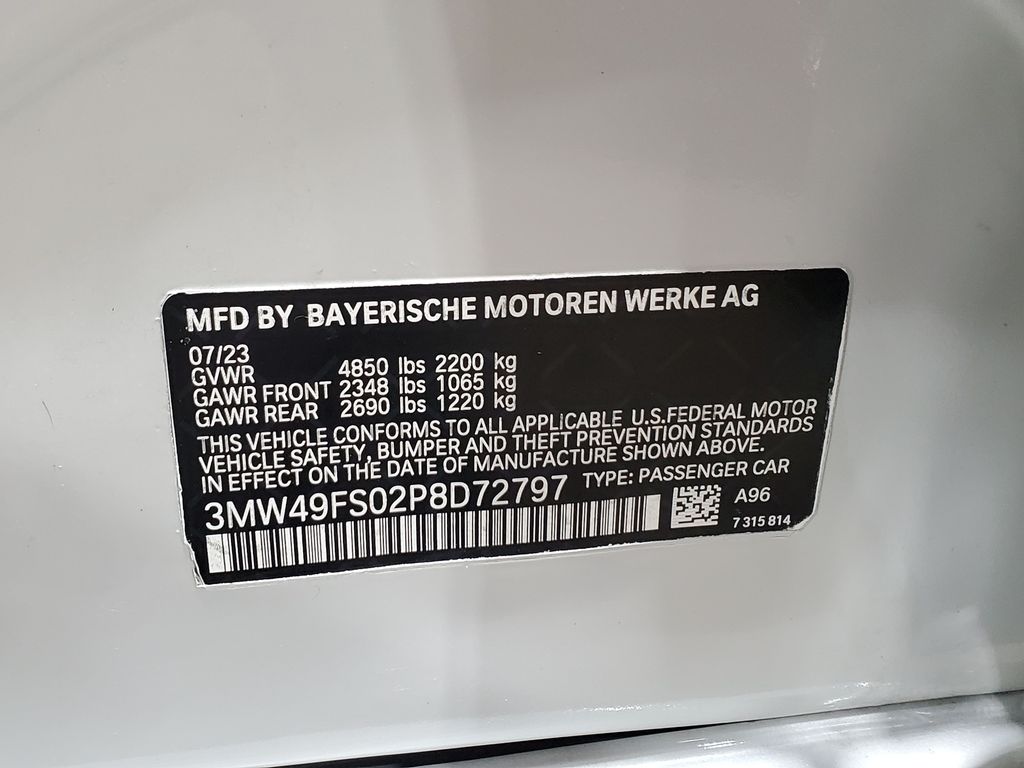 MFD BY BAYERISCHE MOTOREN WERKE AG
07/23
GVWR 4850 lbs 2200 kg
GAWR FRONT 2348 lbs 1065 kg
GAWR REAR 2690 lbs 1220 kg
THIS VEHICLE CONFORMS TO ALL APPLICABLE U.S.FEDERAL MOTOR
VEHICLE SAFETY, BUMPER AND THEFT PREVENTION STANDARDS
IN EFFECT ON THE DATE OF MANUFACTURE SHOWN ABOVE.
3MW49FS02P8D72797 TYPE: PASSENGER CAR
A96
7 315 814